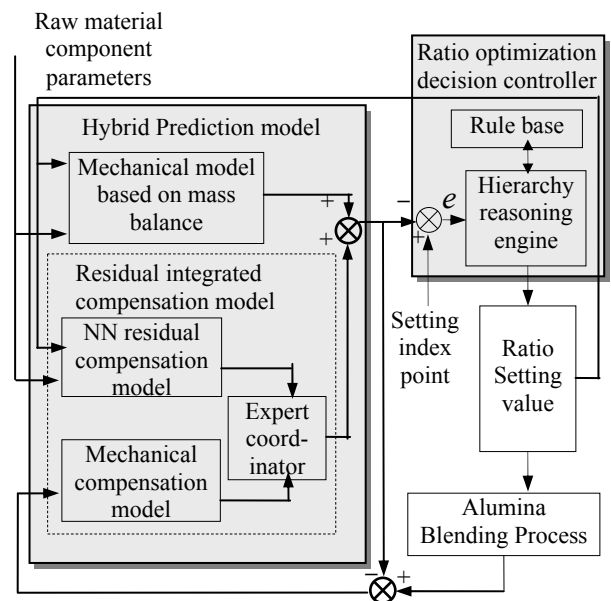 Raw material
component
parameters
Ratio optimization
decision controller
Hybrid Prediction model
Rule base
Mechanical model
based on mass
balance
+
+
−
e
+
Hierarchy
reasoning
engine
Residual integrated
compensation model
NN residual
compensation
model
Setting
index
point
Ratio
Setting
value
Expert
coord-
inator
Mechanical
compensation
model
Alumina
Blending Process
−
+